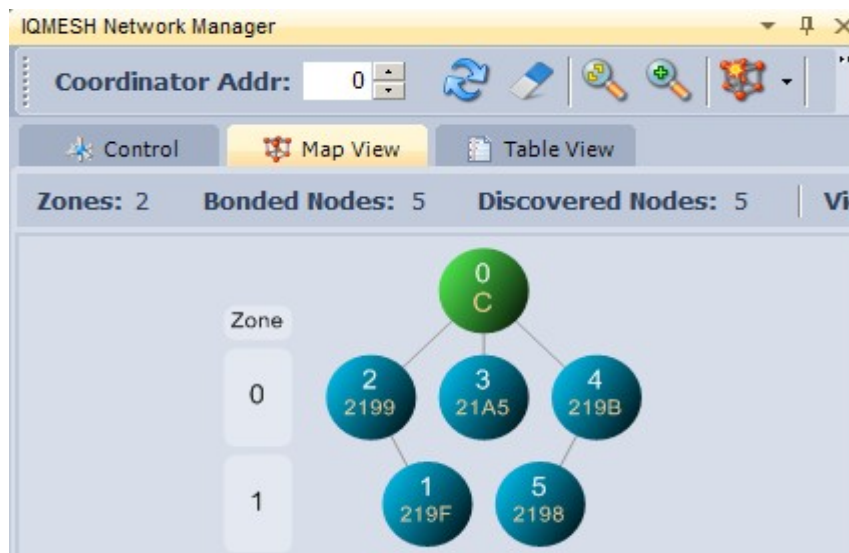 IQMESH Network Manager
Coordinator Addr: 0
Control Map View Table View
Zones: 2 Bonded Nodes: 5 Discovered Nodes: 5
0
C
Zone
0 2 3 4
2199 21A5 219B
1 1 5
219F 2198